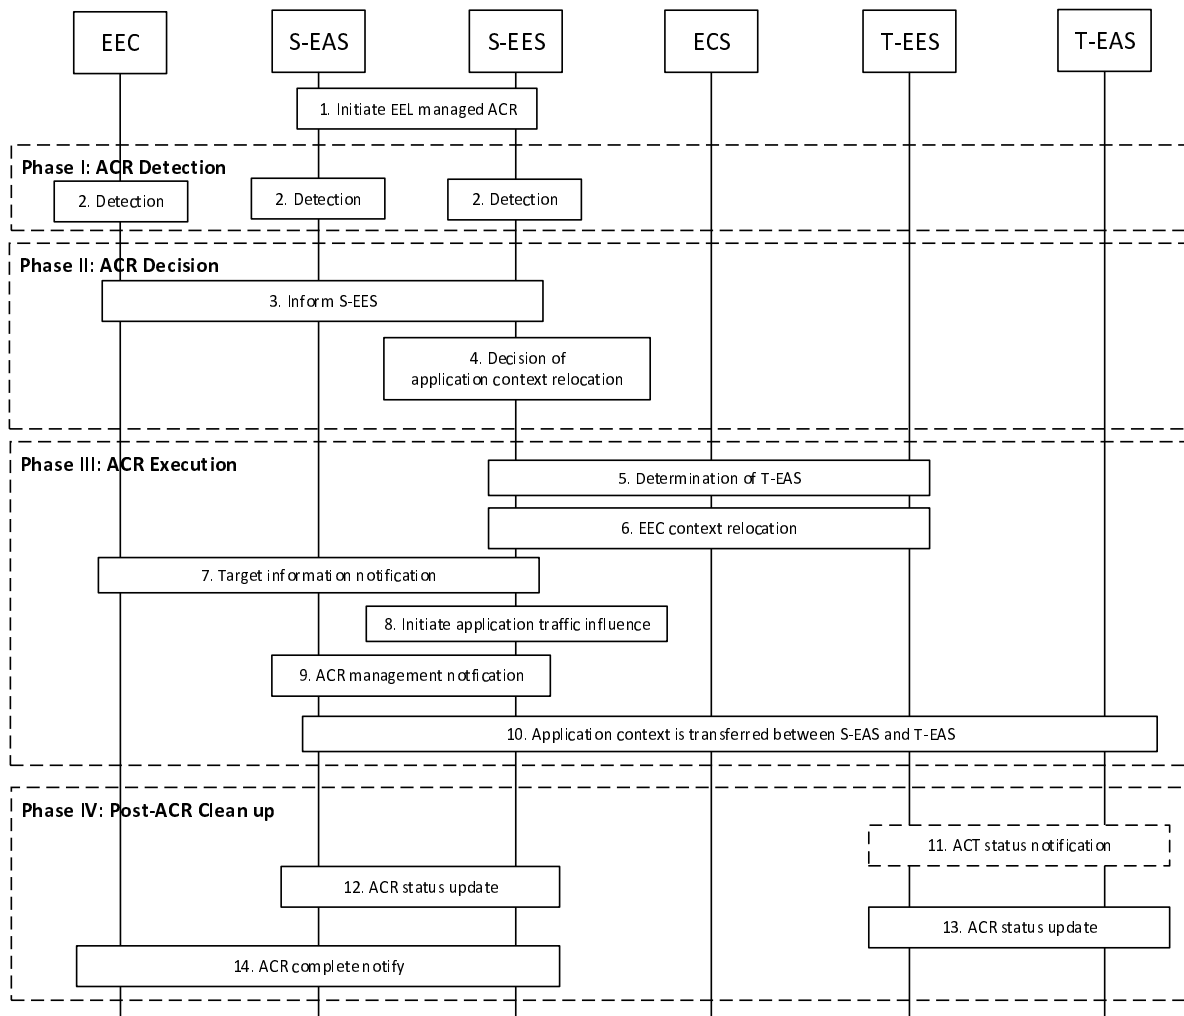 EEC
S-EAS
S-EES
ECS
T-EES
T-EAS
1. Initiate EEL managed ACR
Phase I: ACR Detection
2. Detection
2. Detection
2. Detection
Phase II: ACR Decision
3. Inform S-EES
4. Decision of
application context relocation
Phase III: ACR Execution
5. Determination of T-EAS
6. EEC context relocation
7. Target information notification
8. Initiate application traffic influence
9. ACR management notfication
10. Application context is transferred between S-EAS and T-EAS
Phase IV: Post-ACR Clean up
11. ACT status notification
12. ACR status update
13. ACR status update
14. ACR complete notify